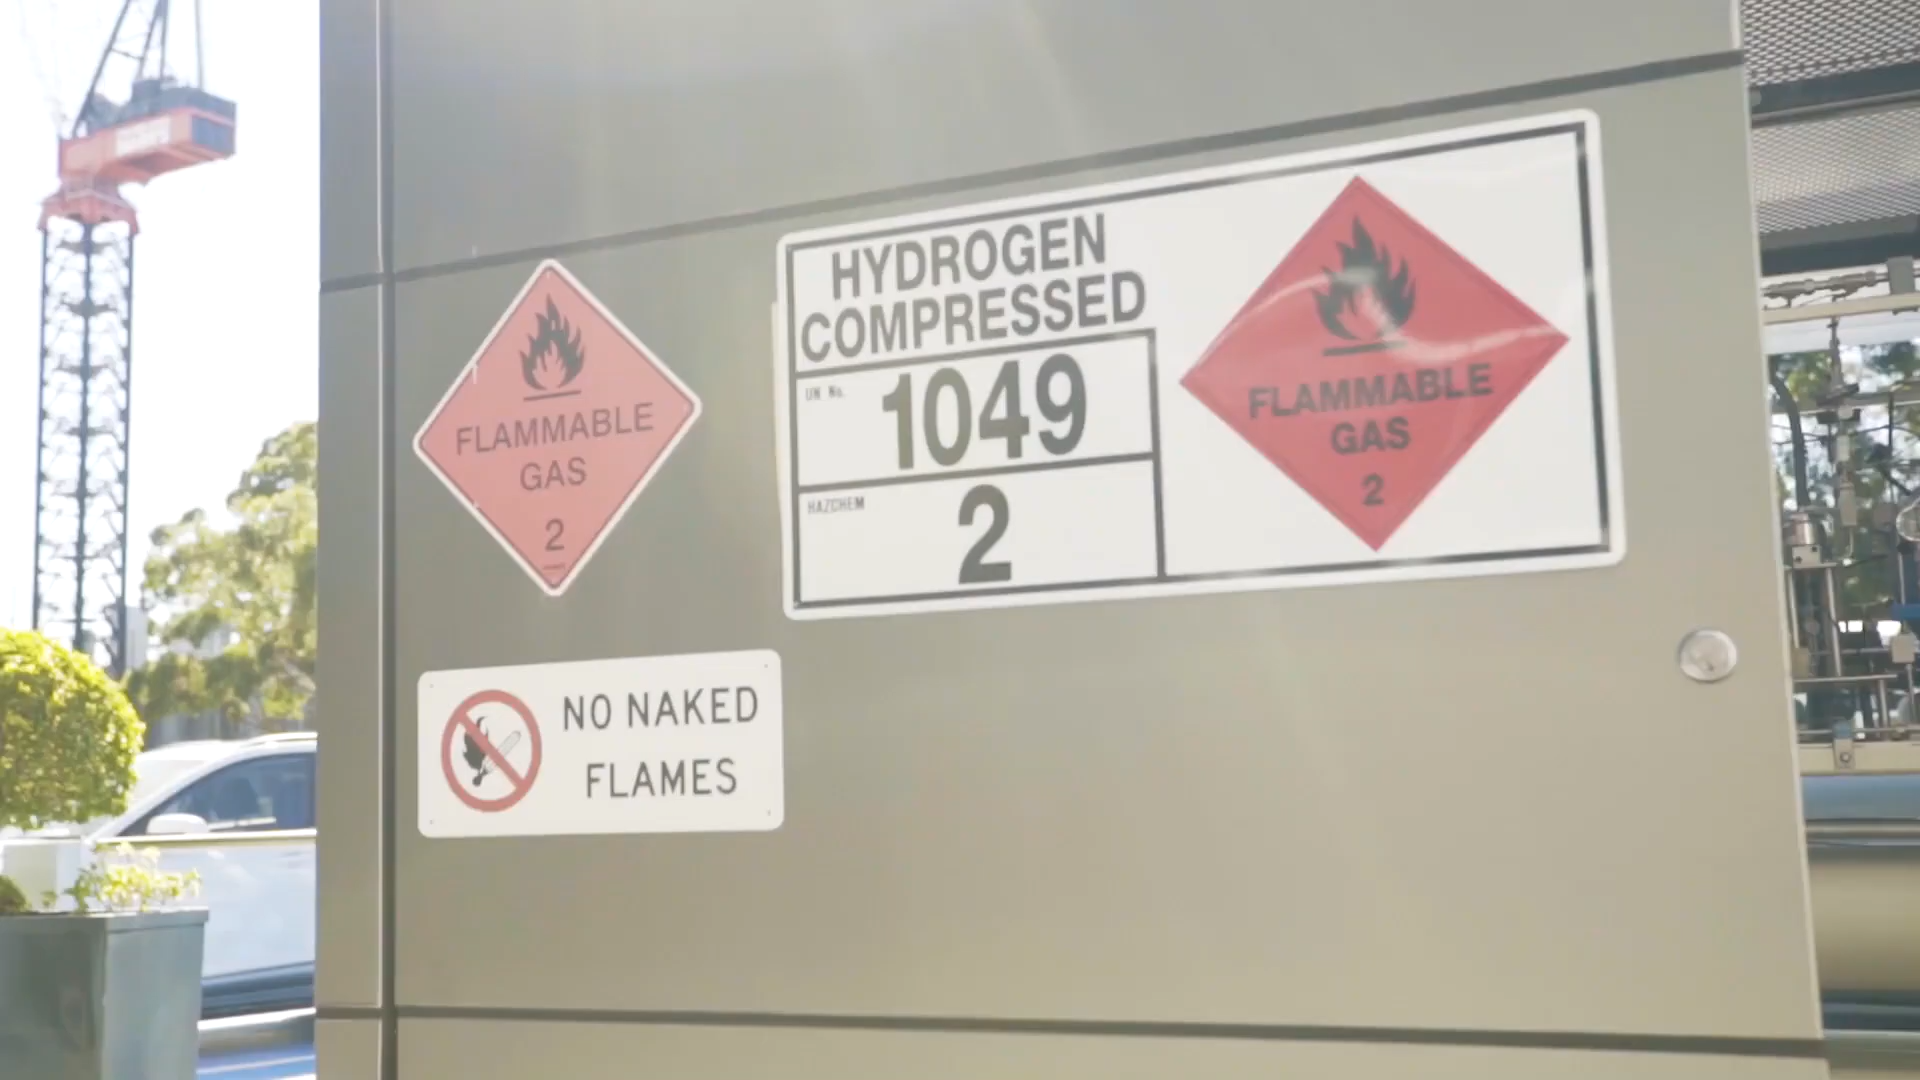 FLAMMABLE
GAS
2
HYDROGEN
COMPRESSED
UN No.
1049
HAZCHEM
2
FLAMMABLE
GAS
2
NO NAKED
FLAMES